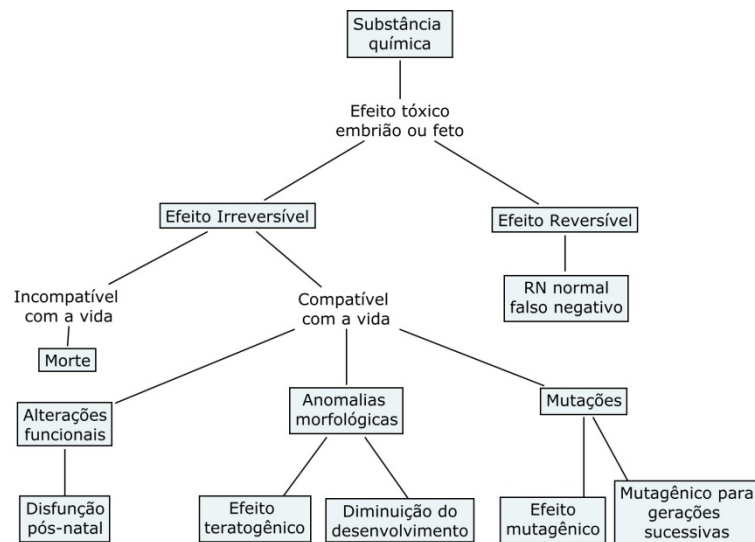 Substância
química
Efeito tóxico
embrião ou feto
Efeito Irreversível
Efeito Reversível
Incompatível
com a vida
Compatível
com a vida
RN normal
falso negativo
Morte
Alterações
funcionais
Anomalias
morfológicas
Mutações
Disfunção
pós-natal
Efeito
teratogênico
Diminuição do
desenvolvimento
Efeito
mutagênico
Mutagênico para
gerações
sucessivas